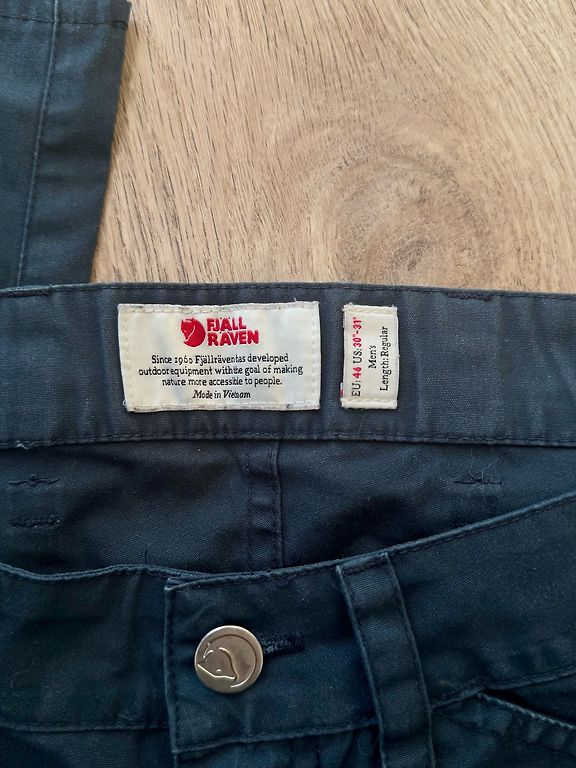 FJÄLL
RÄVEN
Since 1960 Fjällräven has developed
outdoor equipment with the goal of making
nature more accessible to people.
Made in Vietnam
EU: 46 US: 30"-31"
Men's
Length: Regular